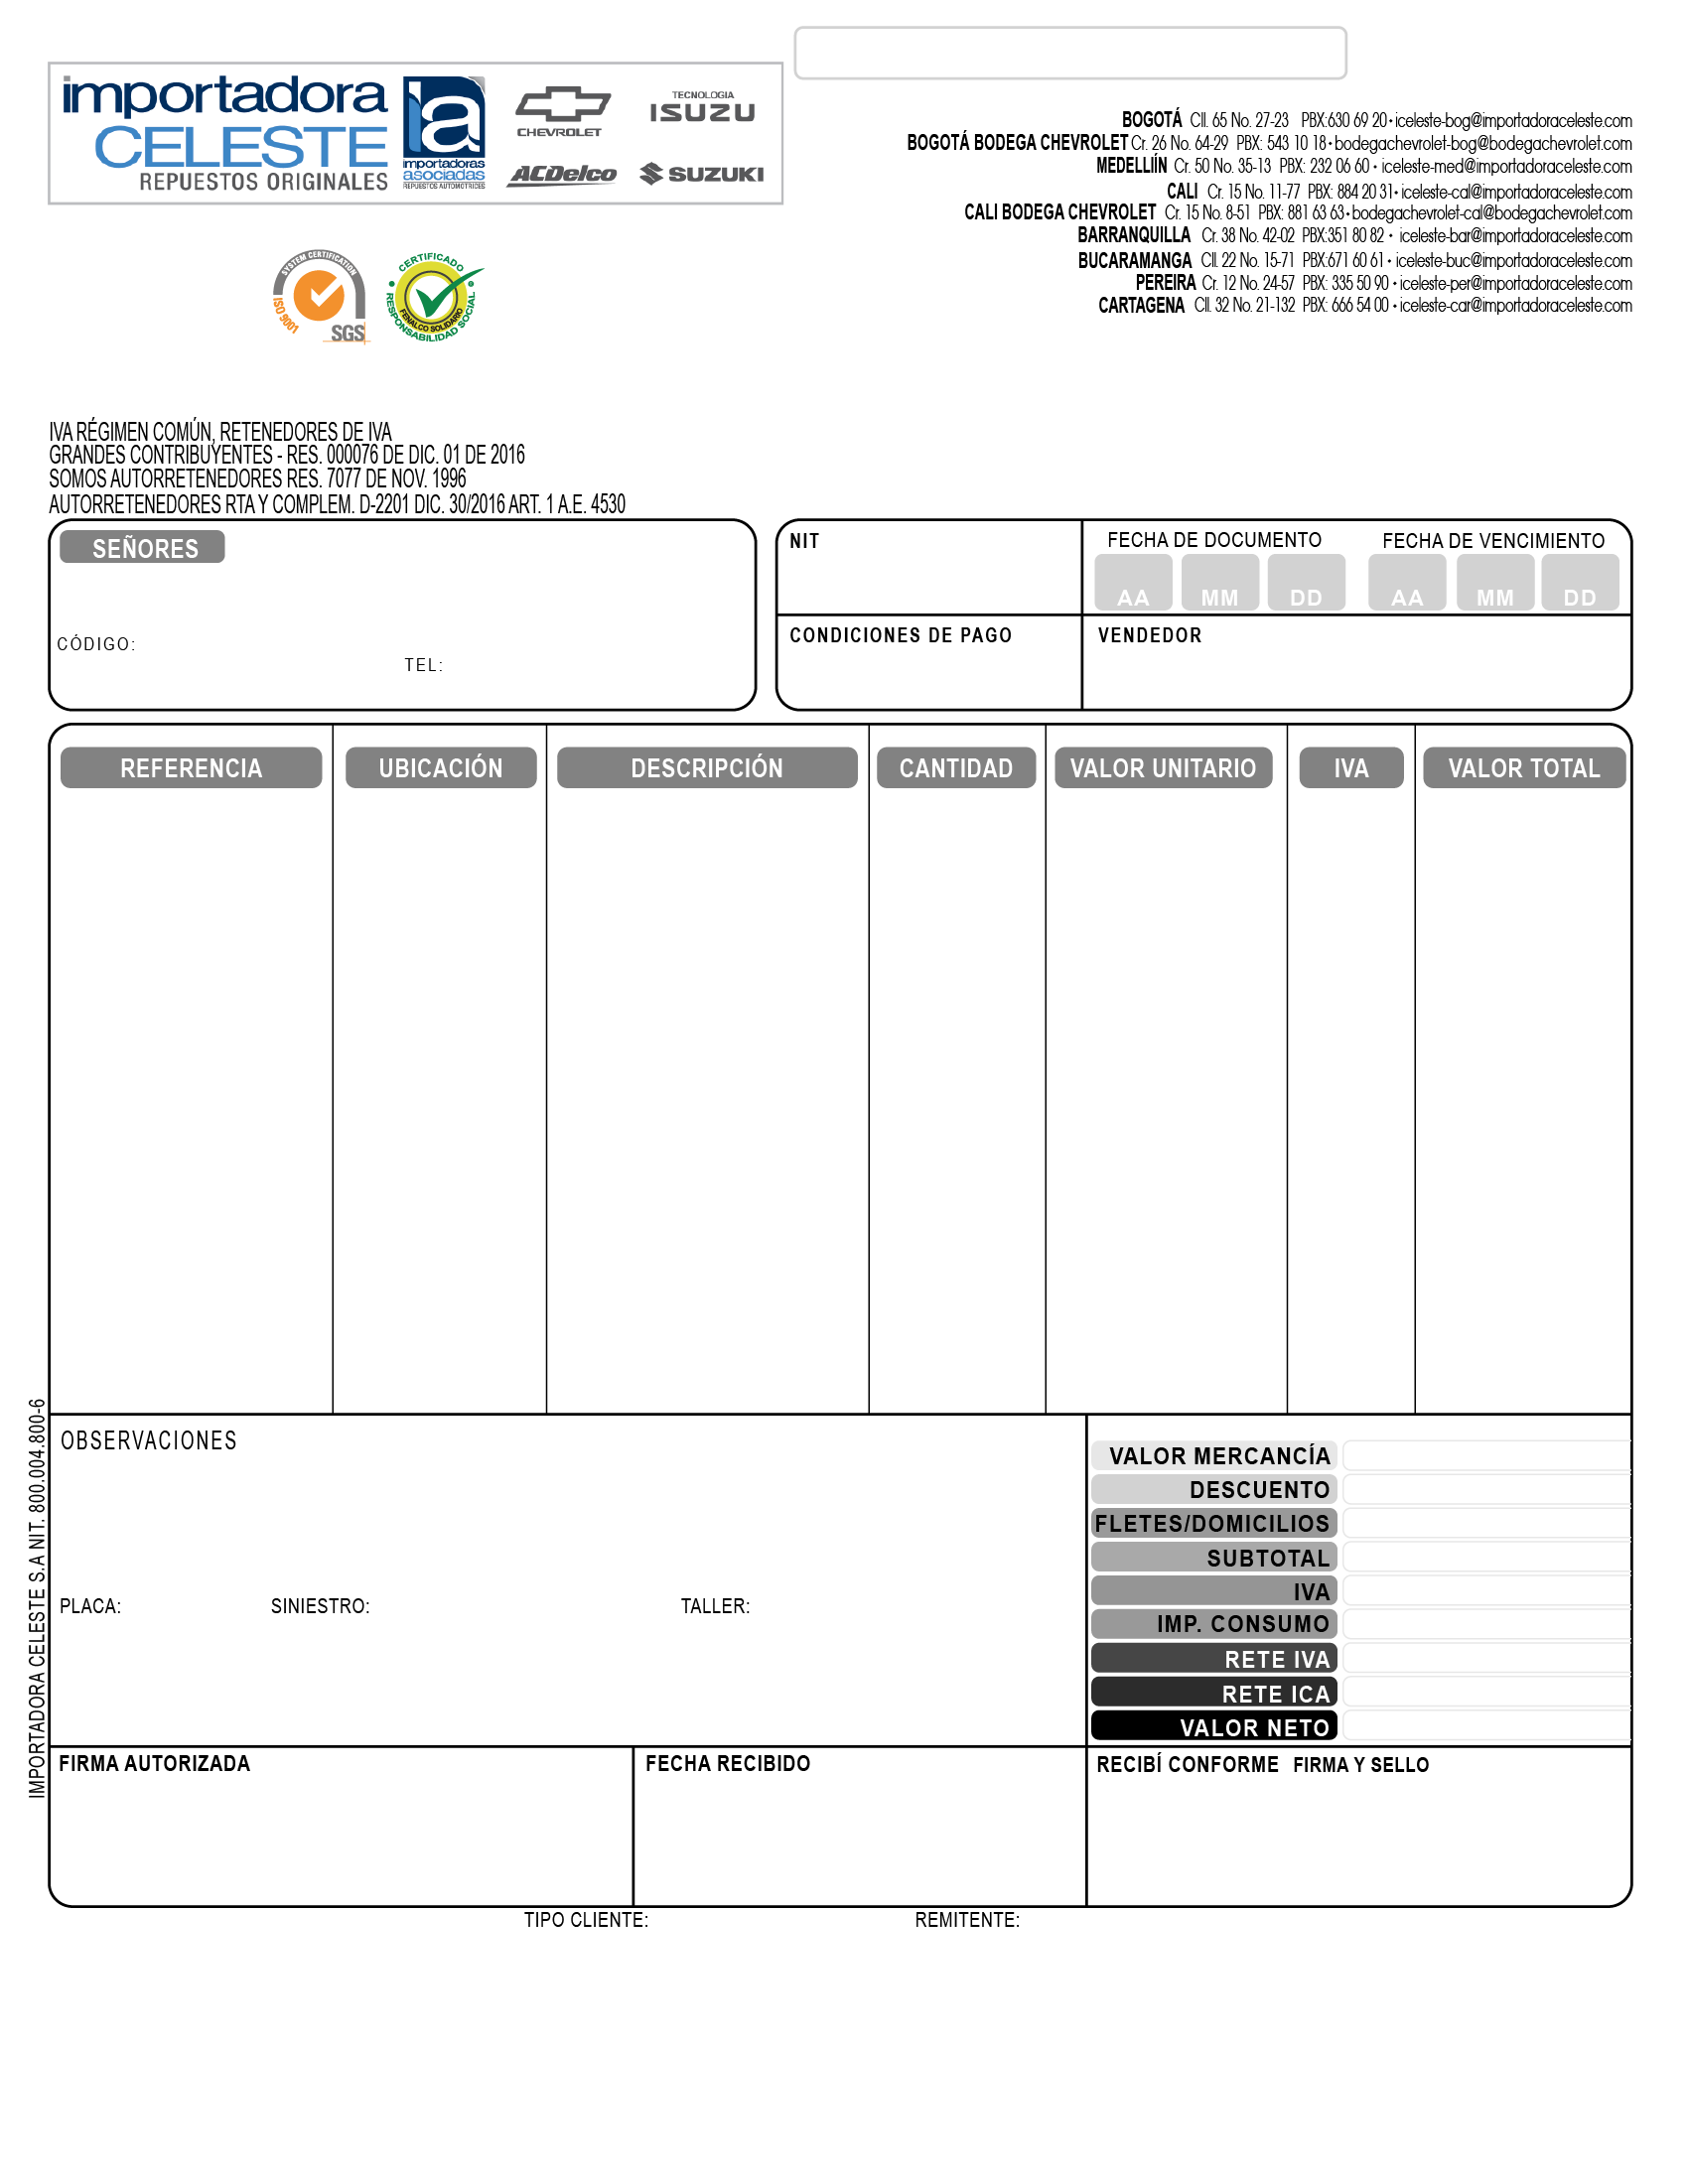 importadora
CELESTE
REPUESTOS ORIGINALES
ia
importadoras
asociadas
REPUESTOS AUTOMOTRICES
CHEVROLET
TECNOLOGIA
ISUZU
ACDelco
SUZUKI
BOGOTÁ Cll. 65 No. 27-23 PBX:630 69 20•iceleste-bog@importadoraceleste.com
BOGOTÁ BODEGA CHEVROLET Cr. 26 No. 64-29 PBX: 543 10 18•bodegachevrolet-bog@bodegachevrolet.com
MEDELLIÍN Cr. 50 No. 35-13 PBX: 232 06 60 • iceleste-med@importadoraceleste.com
CALI Cr. 15 No. 11-77 PBX: 884 20 31• iceleste-cal@importadoraceleste.com
CALI BODEGA CHEVROLET Cr. 15 No. 8-51 PBX: 881 63 63•bodegachevrolet-cal@bodegachevrolet.com
BARRANQUILLA Cr. 38 No. 42-02 PBX:351 80 82 • iceleste-bar@importadoraceleste.com
BUCARAMANGA Cll. 22 No. 15-71 PBX:671 60 61• iceleste-buc@importadoraceleste.com
PEREIRA Cr. 12 No. 24-57 PBX: 335 50 90 • iceleste-per@importadoraceleste.com
CARTAGENA Cll. 32 No. 21-132 PBX: 666 54 00 • iceleste-car@importadoraceleste.com
SYSTEM CERTIFICATION
ISO 9001
SGS
CERTIFICADO
FENALCO SOLIDARIO
RESPONSABILIDAD SOCIAL
IVA RÉGIMEN COMÚN, RETENEDORES DE IVA
GRANDES CONTRIBUYENTES - RES. 000076 DE DIC. 01 DE 2016
SOMOS AUTORRETENEDORES RES. 7077 DE NOV. 1996
AUTORRETENEDORES RTA Y COMPLEM. D-2201 DIC. 30/2016 ART. 1 A.E. 4530
SEÑORES
CÓDIGO:
TEL:
NIT
FECHA DE DOCUMENTO
AA MM DD
FECHA DE VENCIMIENTO
AA MM DD
CONDICIONES DE PAGO
VENDEDOR
REFERENCIA UBICACIÓN DESCRIPCIÓN CANTIDAD VALOR UNITARIO IVA VALOR TOTAL
OBSERVACIONES
PLACA: SINIESTRO: TALLER:
VALOR MERCANCÍA
DESCUENTO
FLETES/DOMICILIOS
SUBTOTAL
IVA
IMP. CONSUMO
RETE IVA
RETE ICA
VALOR NETO
FIRMA AUTORIZADA
FECHA RECIBIDO
RECIBÍ CONFORME FIRMA Y SELLO
IMPORTADORA CELESTE S.A NIT. 800.004.800-6
TIPO CLIENTE: REMITENTE: